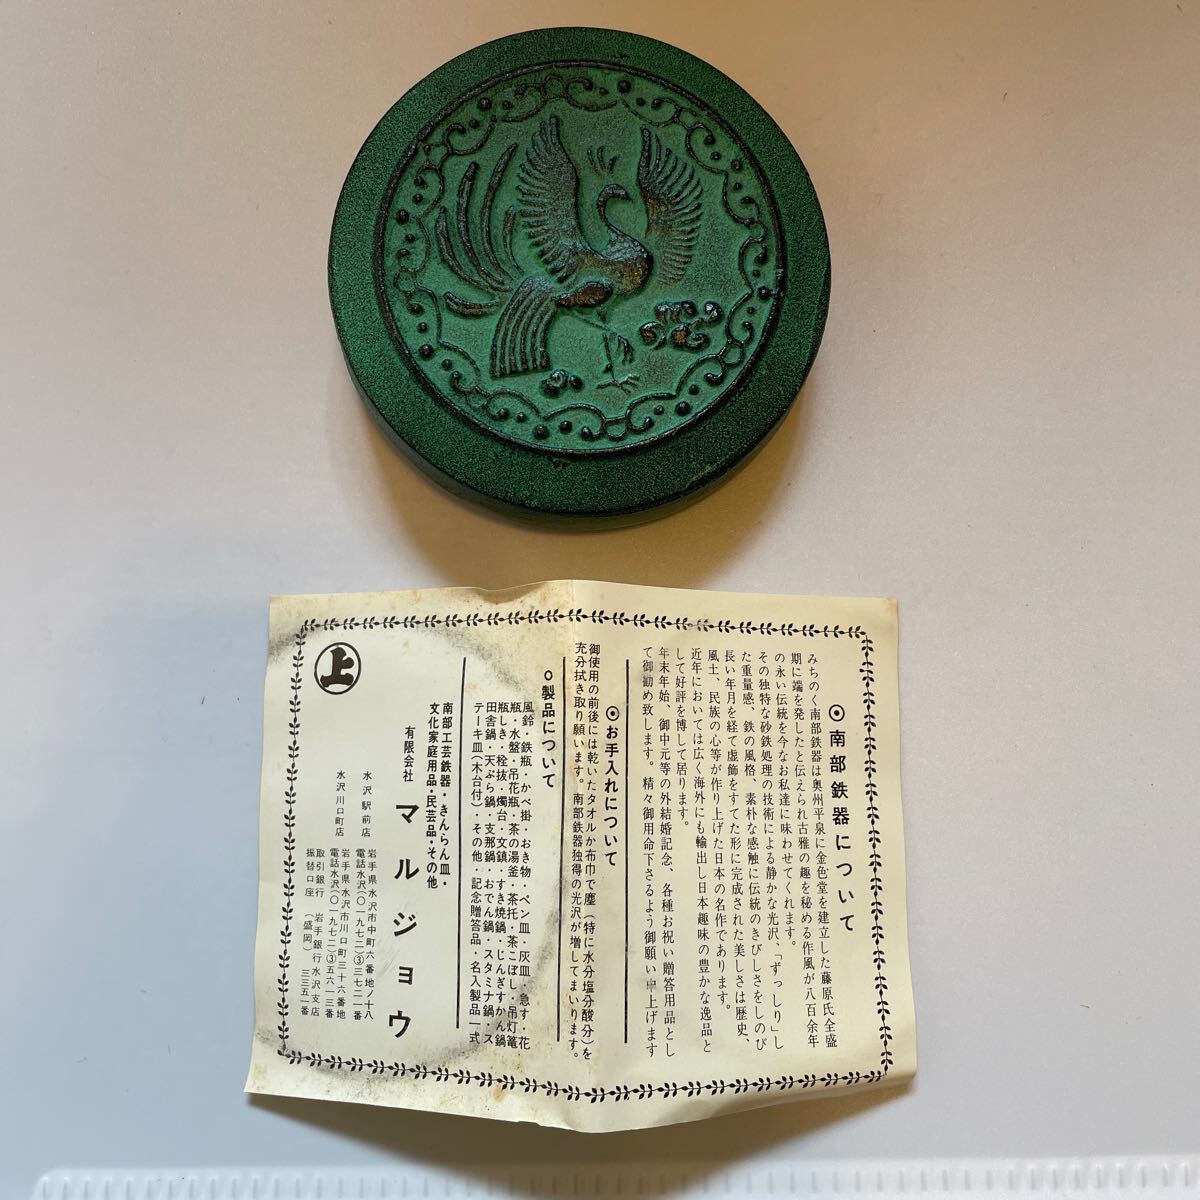 ◎南部鉄器について
みちのく南部鉄器は奥州平泉に金色堂を建立した藤原氏全盛
期に端を発したと伝えられ古雅の趣を秘める作風が八百余年
の永い伝統を今なお私達に味わせてくれます。
その独特な砂鉄処理の技術による静かな光沢、「ずっしり」し
た重量感、鉄の風格、素朴な感触に伝統のきびしさをしのび
長い年月を経て虚飾をすてた形に完成された美しさは歴史、
風土、民族の心等が作り上げた日本の名作であります。
近年においては広く海外にも輸出し日本趣味の豊かな逸品と
して好評を博して居ります。
年末年始、御中元等の外結婚記念、各種お祝い贈答用品とし
て御勧め致します。精々御用命下さるよう御願い申上げます
◎お手入れについて
御使用の前後には乾いたタオルか布巾で塵（特に水分塩分酸分）を
充分拭き取り願います。南部鉄器独得の光沢が増してまいります。
○製品について
風鈴・鉄瓶・かべ掛・おき物・ペン皿・灰皿・急す・花
瓶・水盤・吊花瓶・茶の湯釜・茶托・茶こぼし・吊灯篭
瓶しき・栓抜・燭台・文鎮・すき焼鍋・じんぎすかん鍋
田舎鍋・天ぷら鍋・支那鍋・おでん鍋・スタミナ鍋・ス
テーキ皿(木台付)・その他・記念贈答品・名入製品一式
南部工芸鉄器・きんらん皿・
文化家庭用品・民芸品・その他
有限会社 マルジョウ
水沢駅前店 岩手県水沢市中町六番地ノ十八
電話水沢(〇一九七二)③三七二一番
水沢川口町店 岩手県水沢市川口町三十六番地
電話水沢(〇一九七二)③五六一三番
取引銀行 岩手銀行水沢支店
振替口座 (盛岡) 三三五一番
上